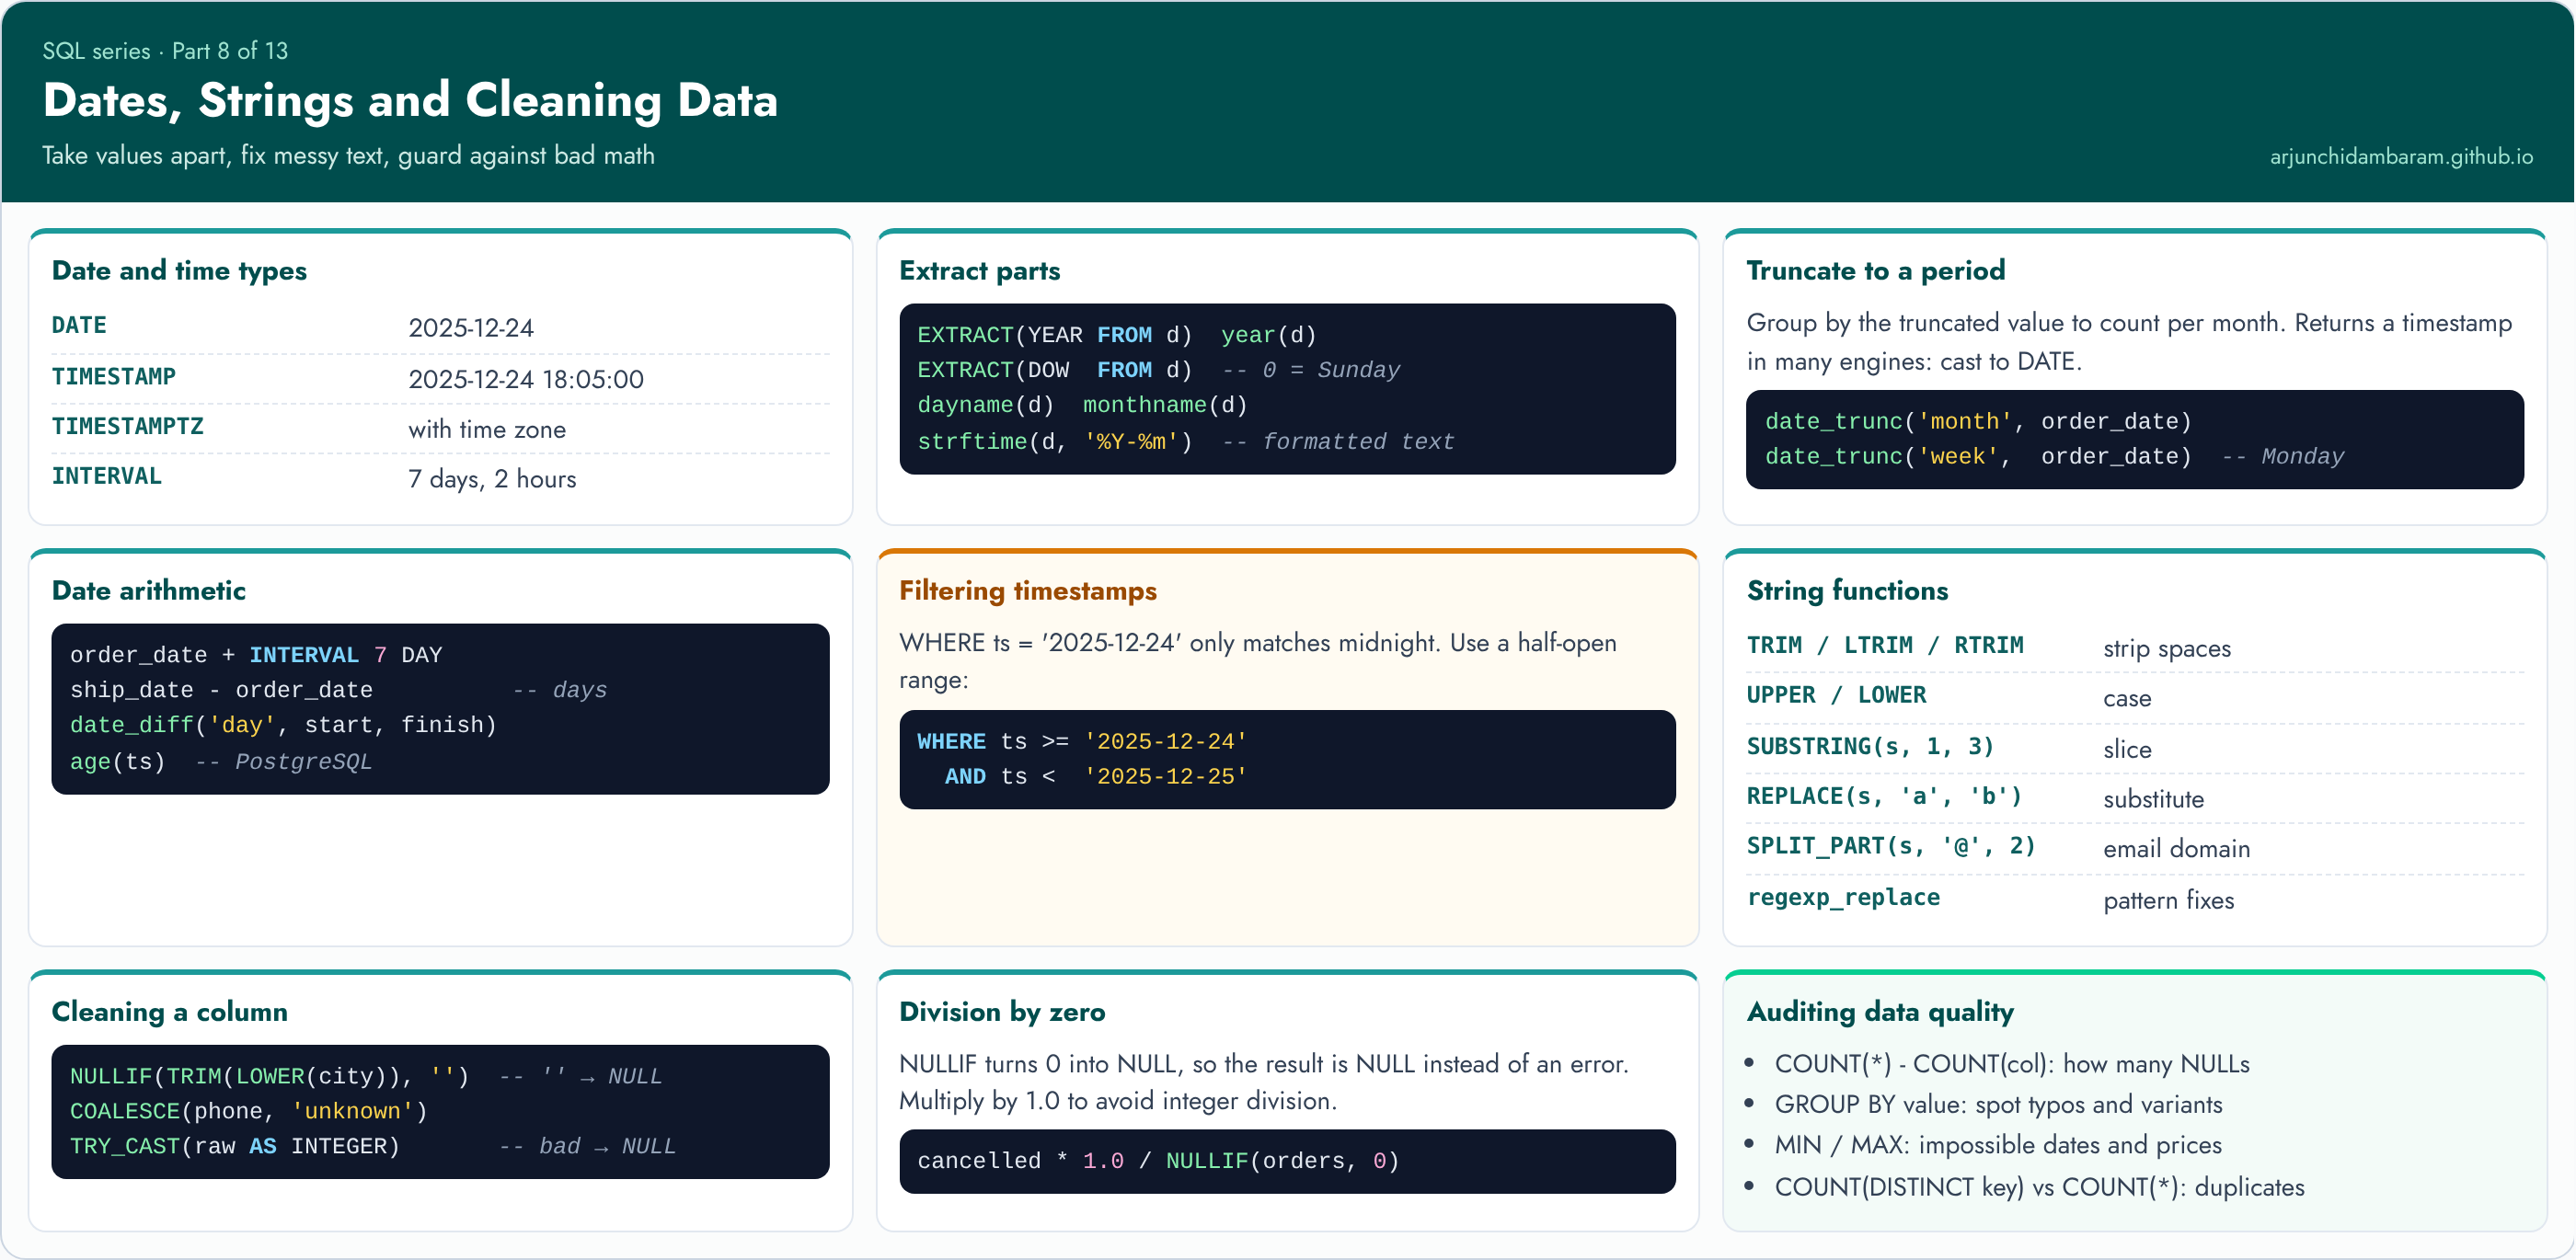 SQL series · Part 8 of 13
Dates, Strings and Cleaning Data
Take values apart, fix messy text, guard against bad math
arjunchidambaram.github.io
Date and time types
DATE 2025-12-24
TIMESTAMP 2025-12-24 18:05:00
TIMESTAMPTZ with time zone
INTERVAL 7 days, 2 hours
Extract parts
EXTRACT(YEAR FROM d)  year(d)
EXTRACT(DOW  FROM d)  -- 0 = Sunday
dayname(d)  monthname(d)
strftime(d, '%Y-%m')  -- formatted text
Truncate to a period
Group by the truncated value to count per month. Returns a timestamp
in many engines: cast to DATE.
date_trunc('month', order_date)
date_trunc('week',  order_date)  -- Monday
Date arithmetic
order_date + INTERVAL 7 DAY
ship_date - order_date          -- days
date_diff('day', start, finish)
age(ts)  -- PostgreSQL
Filtering timestamps
WHERE ts = '2025-12-24' only matches midnight. Use a half-open
range:
WHERE ts >= '2025-12-24'
  AND ts <  '2025-12-25'
String functions
TRIM / LTRIM / RTRIM strip spaces
UPPER / LOWER case
SUBSTRING(s, 1, 3) slice
REPLACE(s, 'a', 'b') substitute
SPLIT_PART(s, '@', 2) email domain
regexp_replace pattern fixes
Cleaning a column
NULLIF(TRIM(LOWER(city)), '')  -- '' → NULL
COALESCE(phone, 'unknown')
TRY_CAST(raw AS INTEGER)       -- bad → NULL
Division by zero
NULLIF turns 0 into NULL, so the result is NULL instead of an error.
Multiply by 1.0 to avoid integer division.
cancelled * 1.0 / NULLIF(orders, 0)
Auditing data quality
• COUNT(*) - COUNT(col): how many NULLs
• GROUP BY value: spot typos and variants
• MIN / MAX: impossible dates and prices
• COUNT(DISTINCT key) vs COUNT(*): duplicates